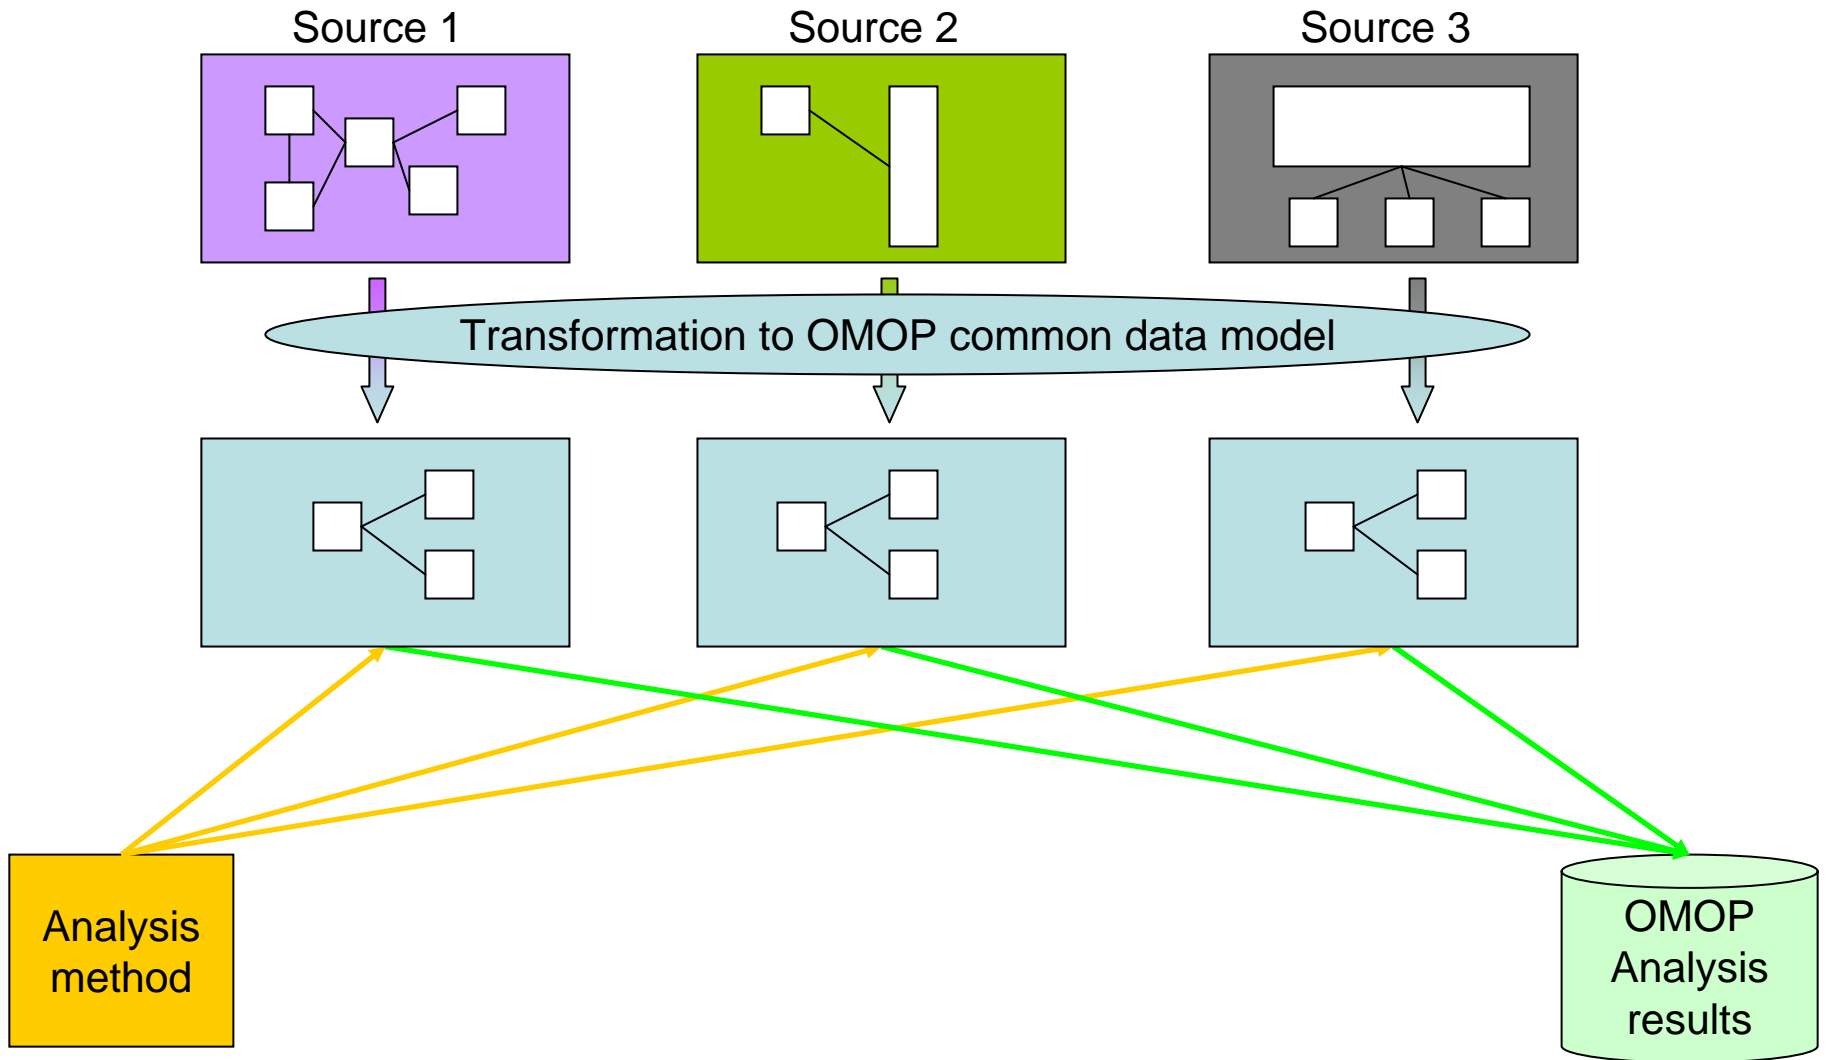 Source 1
Source 2
Source 3
Transformation to OMOP common data model
Analysis
method
OMOP
Analysis
results